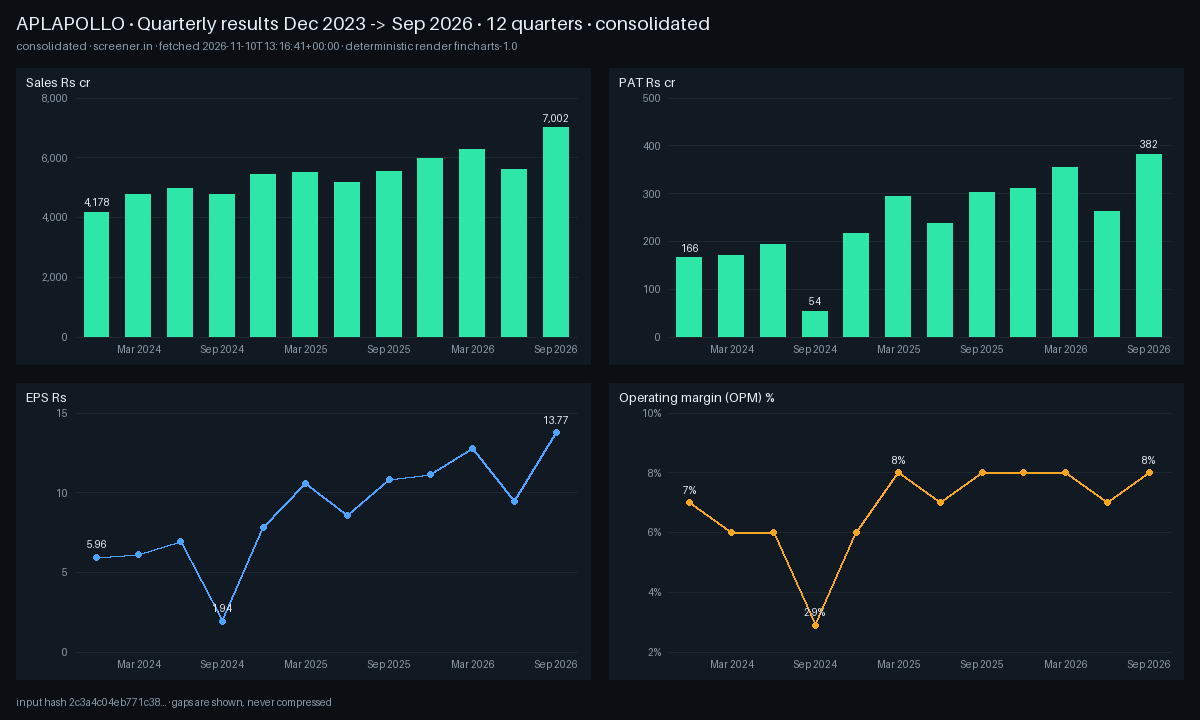 APLAPOLLO · Quarterly results Dec 2023 -> Sep 2026 · 12 quarters · consolidated
consolidated · screener.in · fetched 2026-11-10T13:16:41+00:00 · deterministic render fincharts-1.0
Sales Rs cr
8,000
6,000
4,000
2,000
0
4,178
7,002
Mar 2024
Sep 2024
Mar 2025
Sep 2025
Mar 2026
Sep 2026
PAT Rs cr
500
400
300
200
100
0
166
54
382
Mar 2024
Sep 2024
Mar 2025
Sep 2025
Mar 2026
Sep 2026
EPS Rs
15
10
5
0
5.96
1.94
13.77
Mar 2024
Sep 2024
Mar 2025
Sep 2025
Mar 2026
Sep 2026
Operating margin (OPM) %
10%
8%
6%
4%
2%
7%
2.9%
8%
8%
Mar 2024
Sep 2024
Mar 2025
Sep 2025
Mar 2026
Sep 2026
input hash 2c3a4c04eb771c38… · gaps are shown, never compressed